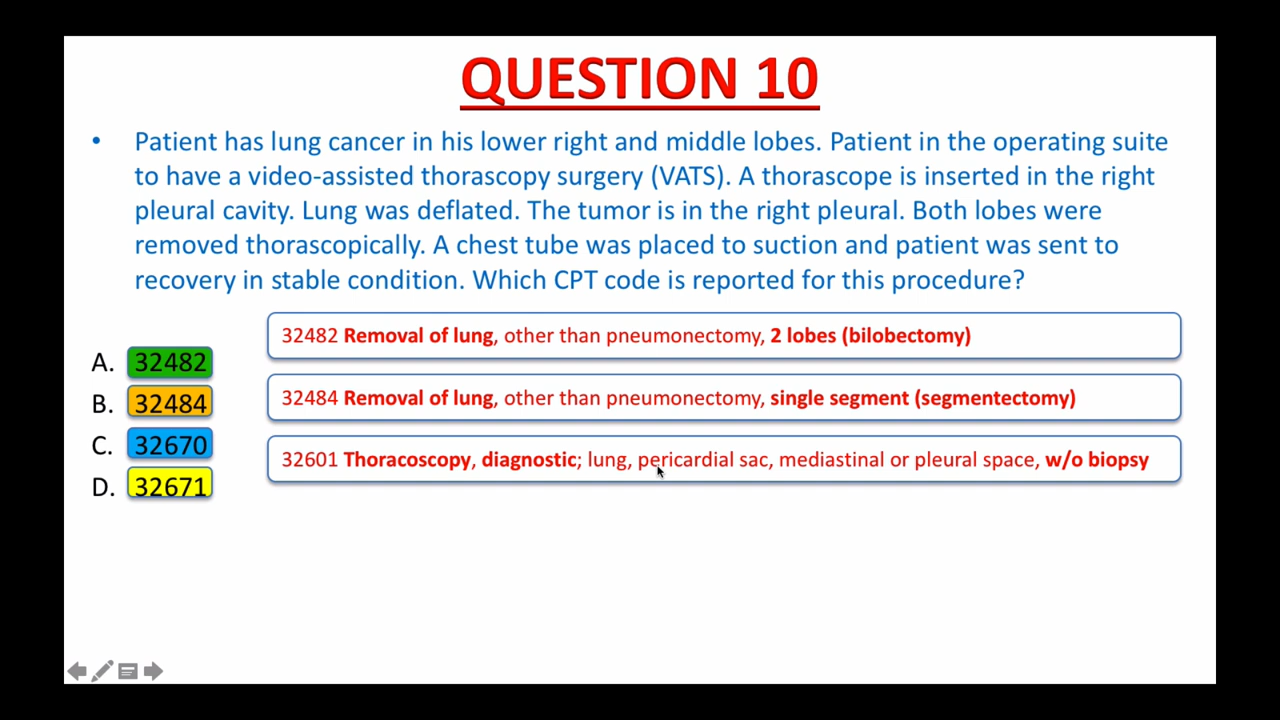 QUESTION 10
• Patient has lung cancer in his lower right and middle lobes. Patient in the operating suite
to have a video-assisted thorascopy surgery (VATS). A thorascope is inserted in the right
pleural cavity. Lung was deflated. The tumor is in the right pleural. Both lobes were
removed thorascopically. A chest tube was placed to suction and patient was sent to
recovery in stable condition. Which CPT code is reported for this procedure?
A. 32482
B. 32484
C. 32670
D. 32671
32482 Removal of lung, other than pneumonectomy, 2 lobes (bilobectomy)
32484 Removal of lung, other than pneumonectomy, single segment (segmentectomy)
32601 Thoracoscopy, diagnostic; lung, pericardial sac, mediastinal or pleural space, w/o biopsy